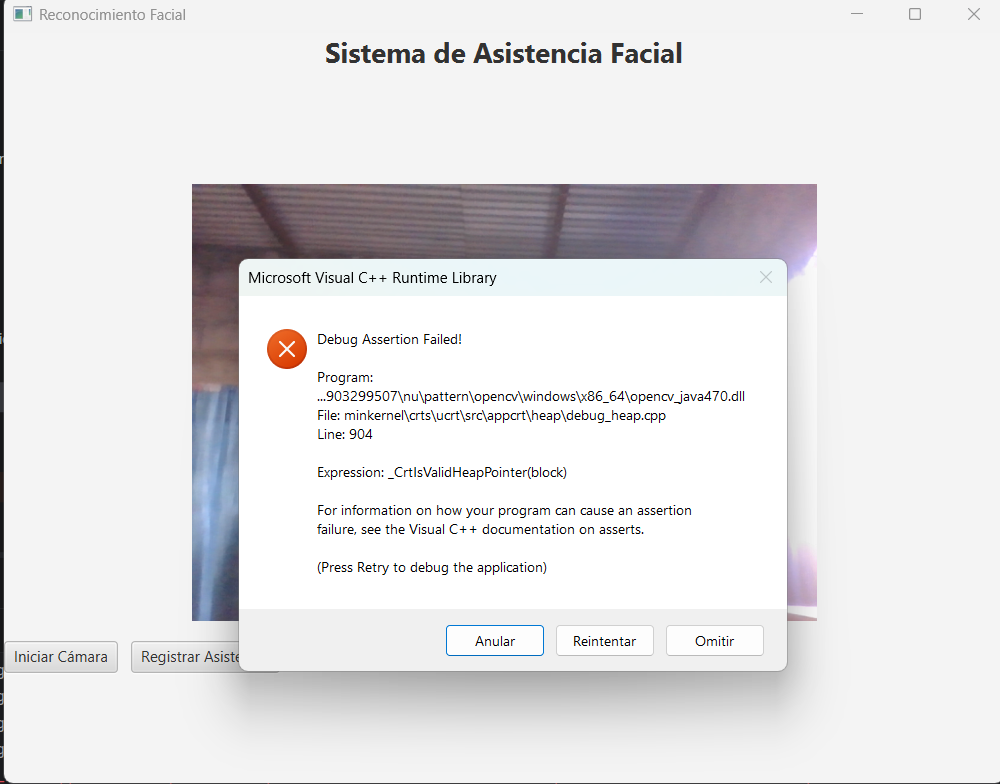 Reconocimiento Facial
Sistema de Asistencia Facial
Microsoft Visual C++ Runtime Library
Debug Assertion Failed!
Program:
...903299507\nu\pattern\opencv\windows\x86_64\opencv_java470.dll
File: minkernel\crts\ucrt\src\appcrt\heap\debug_heap.cpp
Line: 904
Expression: _CrtIsValidHeapPointer(block)
For information on how your program can cause an assertion
failure, see the Visual C++ documentation on asserts.
(Press Retry to debug the application)
Anular Reintentar Omitir
Iniciar Cámara Registrar Asiste